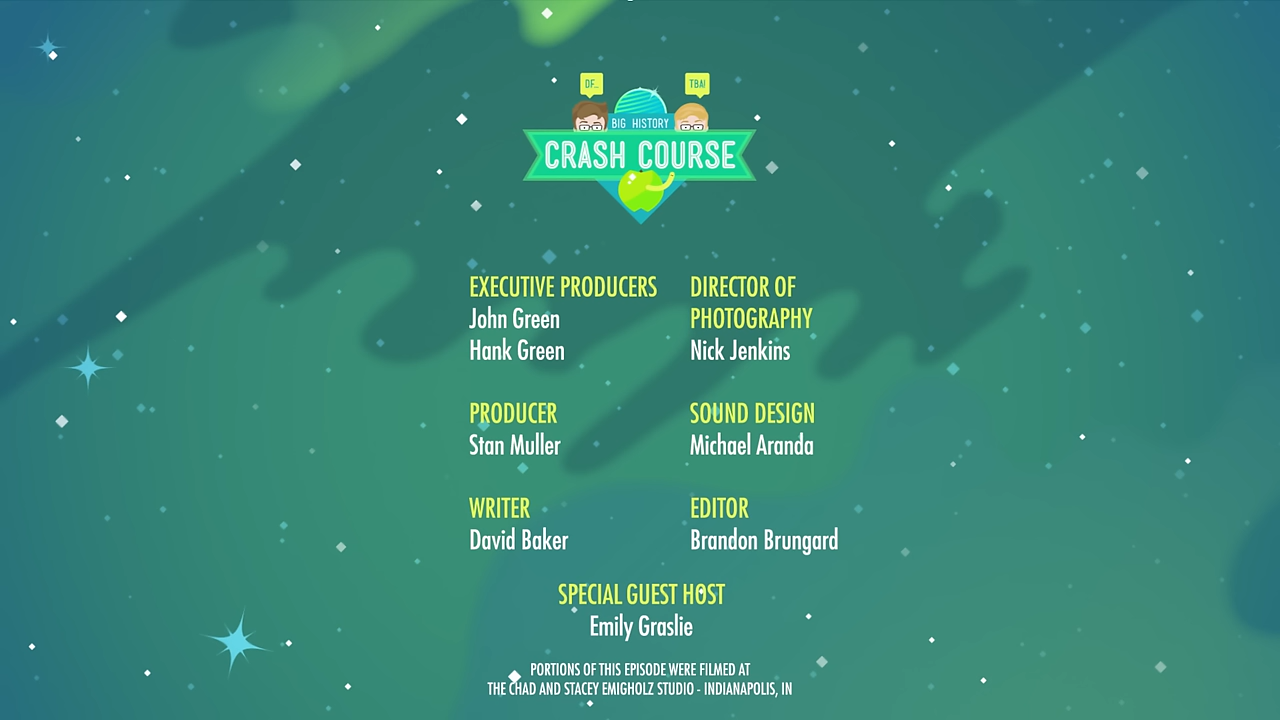 OF...
TBA!
BIG HISTORY
CRASH COURSE
EXECUTIVE PRODUCERS
John Green
Hank Green
DIRECTOR OF
PHOTOGRAPHY
Nick Jenkins
PRODUCER
Stan Muller
SOUND DESIGN
Michael Aranda
WRITER
David Baker
EDITOR
Brandon Brungard
SPECIAL GUEST HOST
Emily Graslie
PORTIONS OF THIS EPISODE WERE FILMED AT
THE CHAD AND STACEY EMIGHOLZ STUDIO - INDIANAPOLIS, IN